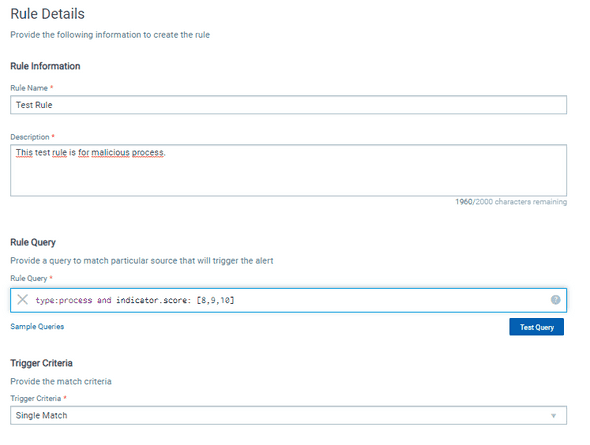 Rule Details
Provide the following information to create the rule
Rule Information
Rule Name *
Test Rule
Description *
This test rule is for malicious process.
1960/2000 characters remaining
Rule Query
Provide a query to match particular source that will trigger the alert
Rule Query *
type:process and indicator.score: [8,9,10]
?
Sample Queries
Test Query
Trigger Criteria
Provide the match criteria
Trigger Criteria *
Single Match